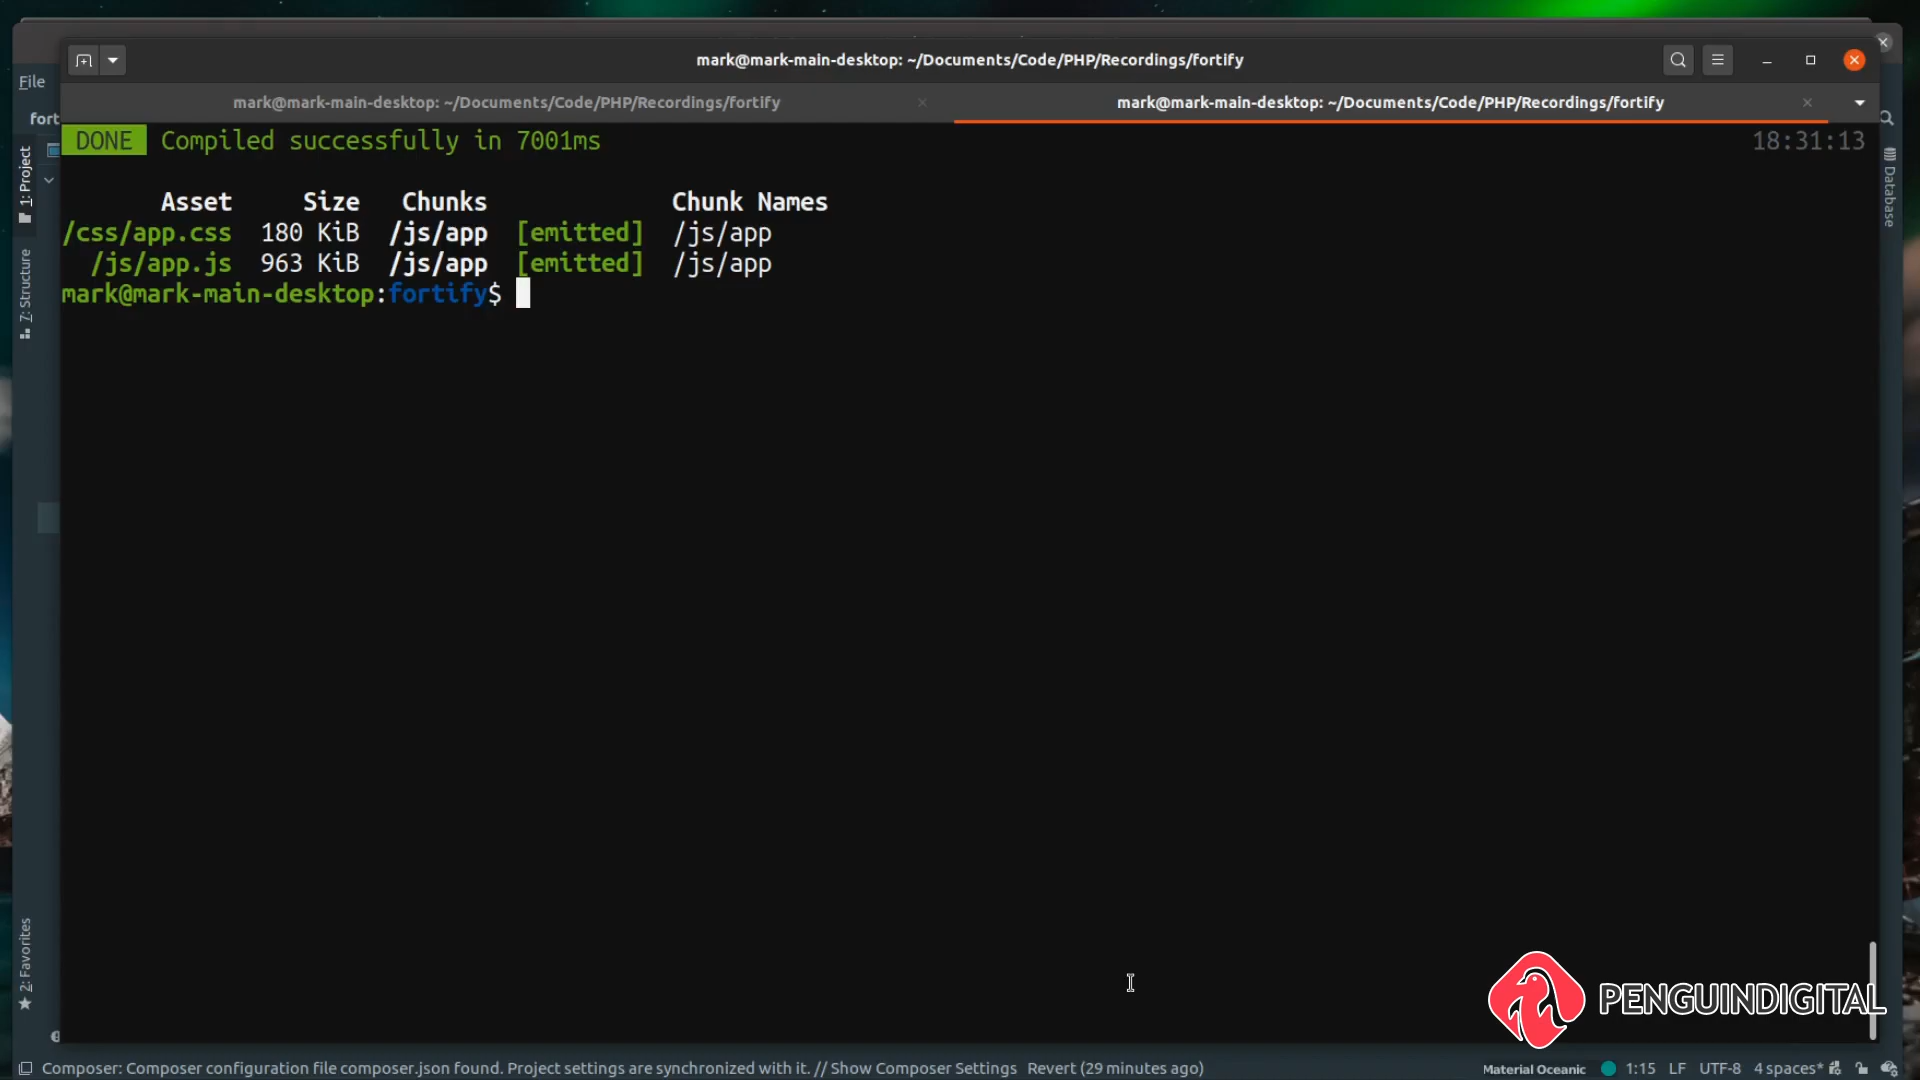 mark@mark-main-desktop: ~/Documents/Code/PHP/Recordings/fortify
File
mark@mark-main-desktop: ~/Documents/Code/PHP/Recordings/fortify
mark@mark-main-desktop: ~/Documents/Code/PHP/Recordings/fortify
fort
DONE Compiled successfully in 7001ms 18:31:13
Asset Size Chunks Chunk Names
/css/app.css 180 KiB /js/app [emitted] /js/app
/js/app.js 963 KiB /js/app [emitted] /js/app
mark@mark-main-desktop:fortify$
1: Project
7: Structure
2: Favorites
Database
PENGUINDIGITAL
Composer: Composer configuration file composer.json found. Project settings are synchronized with it. // Show Composer Settings Revert (29 minutes ago)
Material Oceanic 1:15 LF UTF-8 4 spaces*